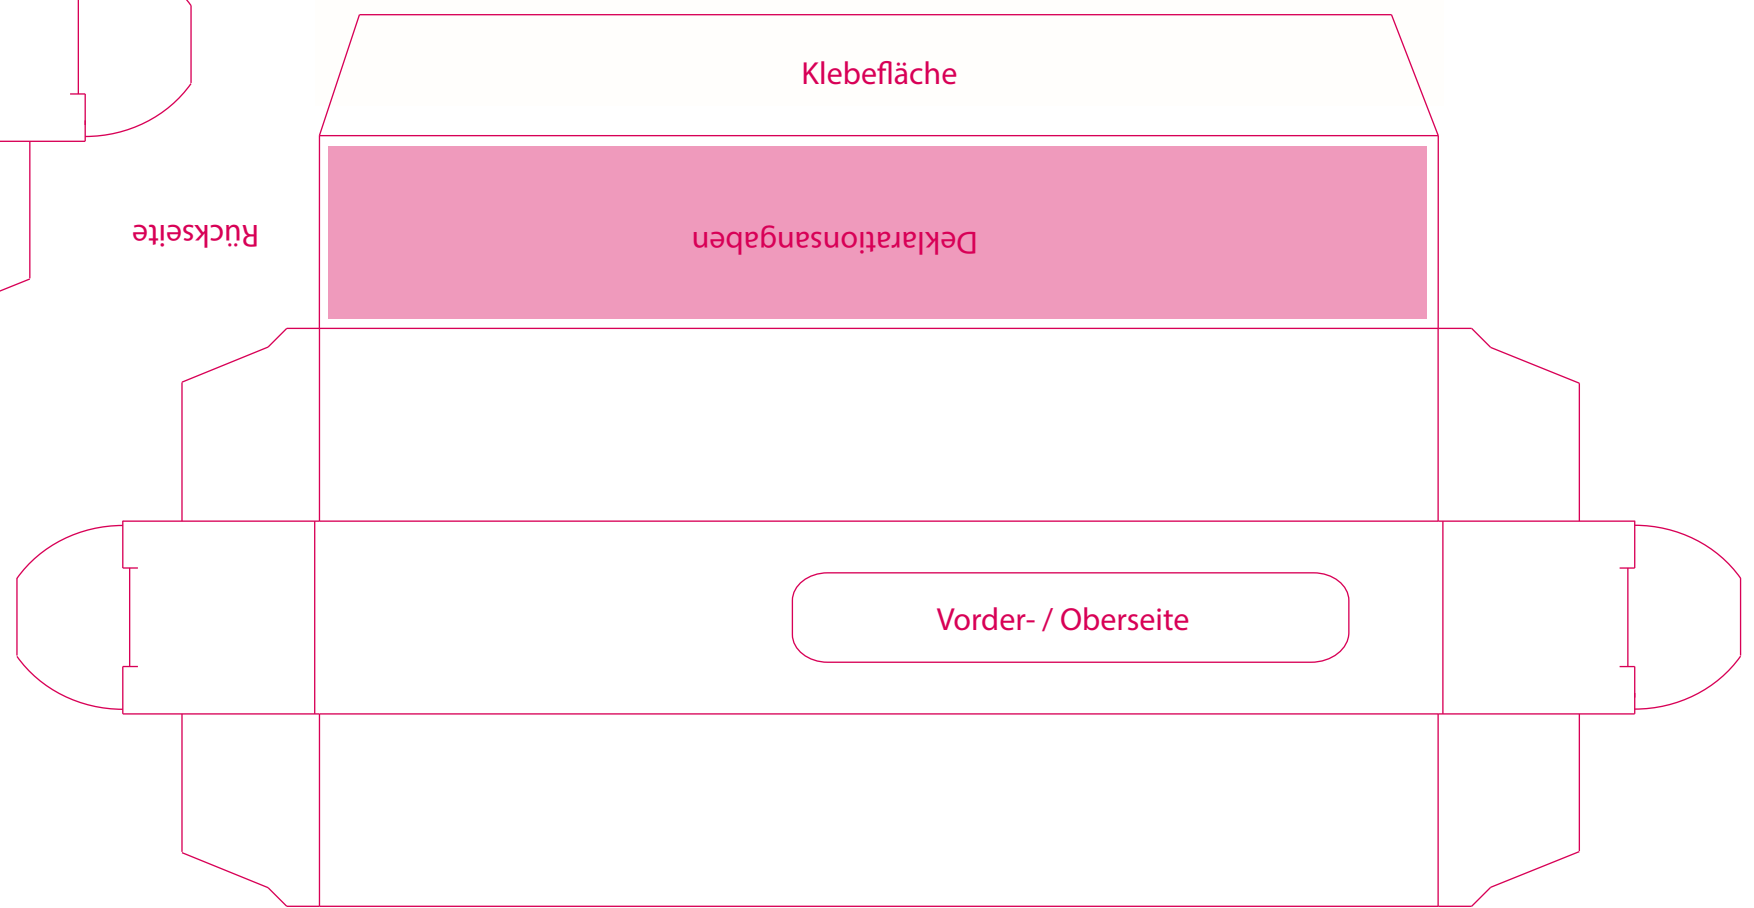 Klebefläche
Rückseite
Deklarationsangaben
Vorder- / Oberseite